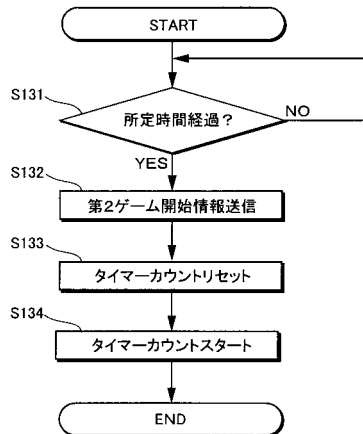 START
S131
所定時間経過？
NO
YES
S132
第2ゲーム開始情報送信
S133
タイマーカウントリセット
S134
タイマーカウントスタート
END